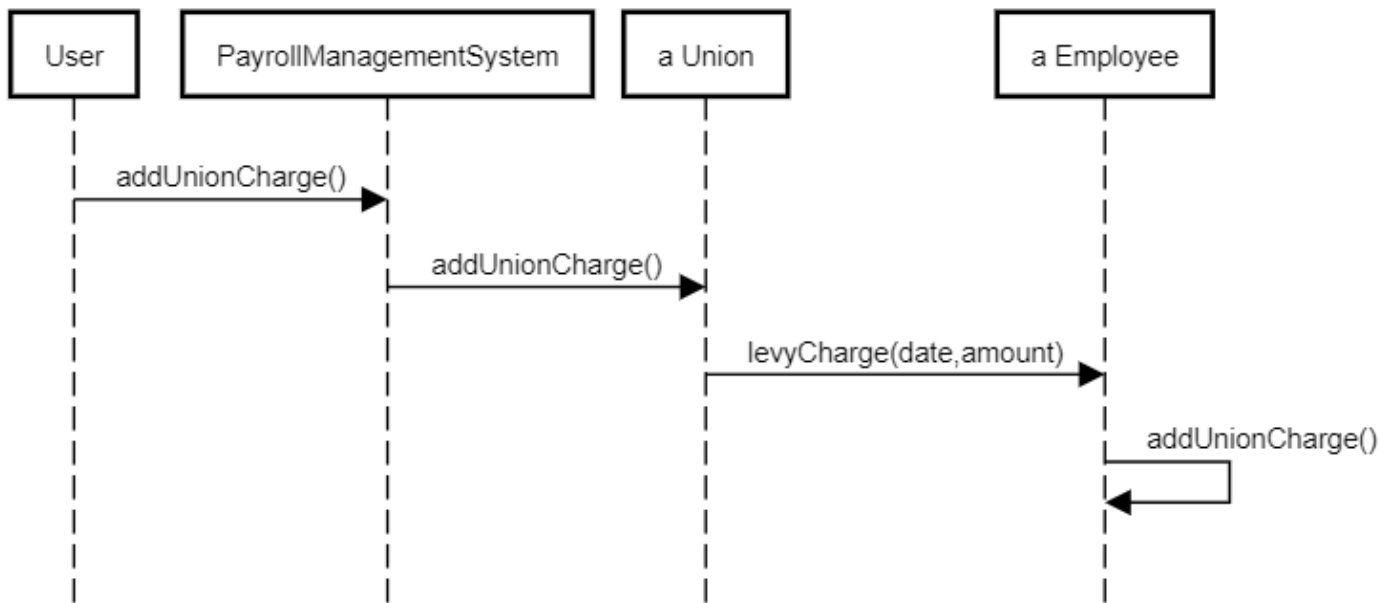 User
PayrollManagementSystem
a Union
a Employee
addUnionCharge()
addUnionCharge()
levyCharge(date,amount)
addUnionCharge()